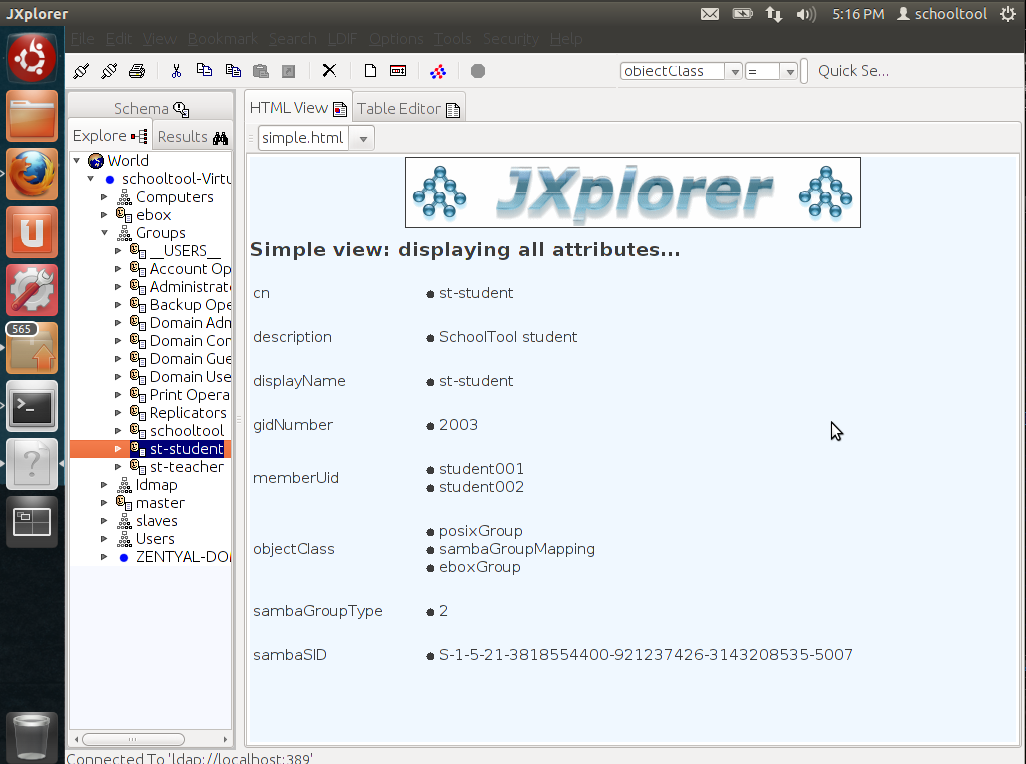 JXplorer 5:16 PM schooltool
File Edit View Bookmark Search LDIF Options Tools Security Help
objectClass = Quick Se...
Schema
Explore Results
HTML View Table Editor
simple.html
World
schooltool-Virtu
Computers
ebox
Groups
__USERS__
Account Op
Administrat
Backup Ope
Domain Adm
Domain Con
Domain Gue
Domain Use
Print Opera
Replicators
schooltool
st-student
st-teacher
Idmap
master
slaves
Users
ZENTYAL-DO
565
JXplorer
Simple view: displaying all attributes...
cn ● st-student
description ● SchoolTool student
displayName ● st-student
gidNumber ● 2003
memberUid ● student001
● student002
objectClass ● posixGroup
● sambaGroupMapping
● eboxGroup
sambaGroupType ● 2
sambaSID ● S-1-5-21-3818554400-921237426-3143208535-5007
Connected To 'ldap://localhost:389'